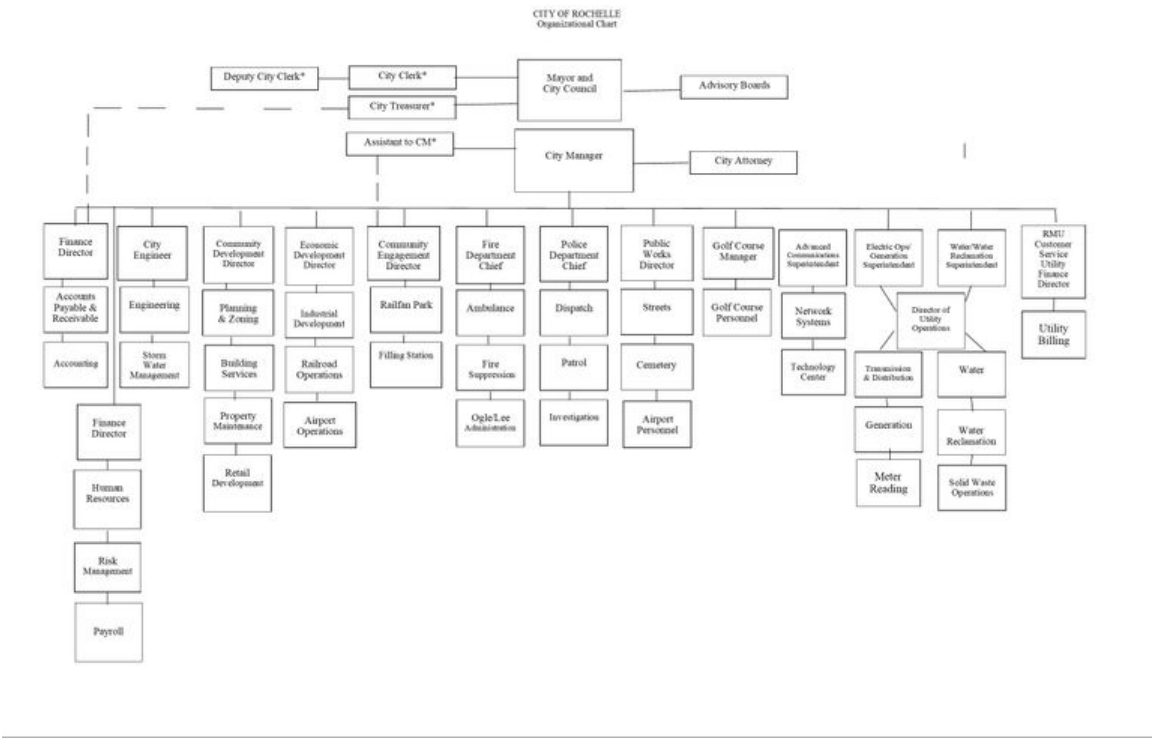 CITY OF ROCHELLE
Organizational Chart
Deputy City Clerk*
City Clerk*
Mayor and
City Council
Advisory Boards
City Treasurer*
Assistant to CM*
City Manager
City Attorney
Finance
Director
Accounts
Payable &
Receivable
Accounting
Finance
Director
Human
Resources
Risk
Management
Payroll
City
Engineer
Engineering
Storm
Water
Management
Community
Development
Director
Planning
& Zoning
Building
Services
Property
Maintenance
Retail
Development
Economic
Development
Director
Industrial
Development
Railroad
Operations
Airport
Operations
Community
Engagement
Director
Railfan Park
Filling Station
Fire
Department
Chief
Ambulance
Fire
Suppression
Ogle/Lee
Administration
Police
Department
Chief
Dispatch
Patrol
Investigation
Public
Works
Director
Streets
Cemetery
Airport
Personnel
Golf Course
Manager
Golf Course
Personnel
Advanced
Communications
Superintendent
Network
Systems
Technology
Center
Electric Ops/
Generation
Superintendent
Water/Water
Reclamation
Superintendent
Director of
Utility
Operations
Transmission
& Distribution
Generation
Meter
Reading
Water
Water
Reclamation
Solid Waste
Operations
RMU
Customer
Service
Utility
Finance
Director
Utility
Billing